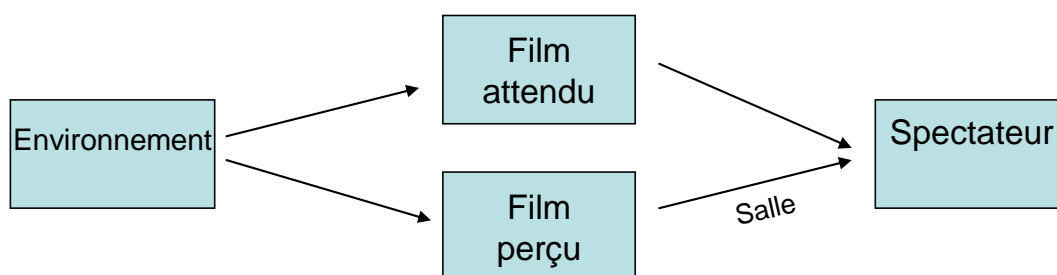 Film
attendu
Environnement
Spectateur
Film
perçu
Salle